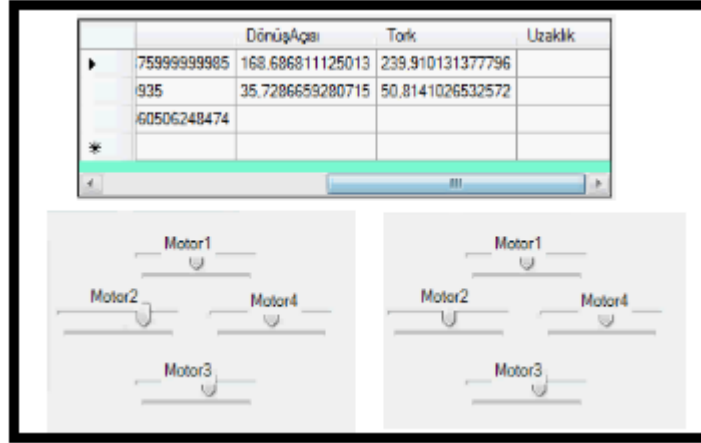 DönüşAçısı Tork Uzaklık
75999999985 168,686811125013 239,910131377796
935 35,7286659280715 50,8141026532572
60506248474
Motor1 Motor1
Motor2 Motor4 Motor2 Motor4
Motor3 Motor3